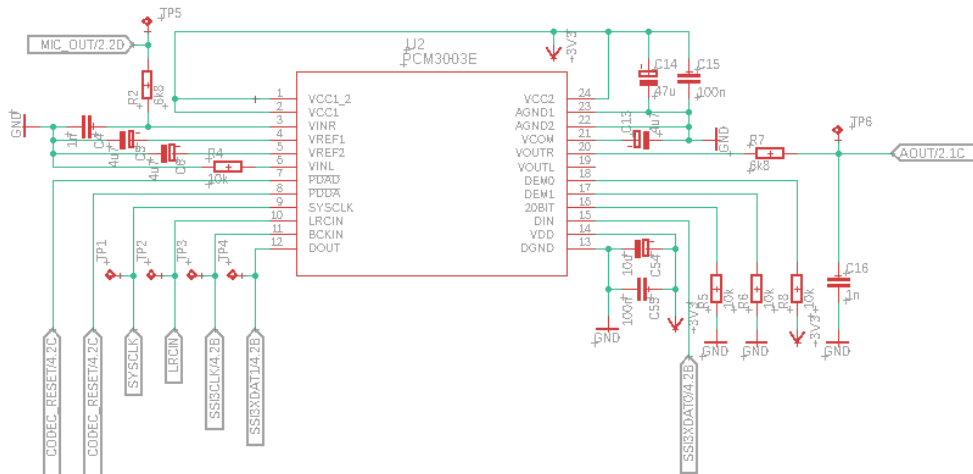 TP5
MIC_OUT/2.2D
R2
6k8
U2
PCM3003E
+3V3
C14
47u
C15
100n
GND
1n
C4
4u7
C5
4u7
C6
R4
10k
1
VCC1_2
2
VCC1
3
VINR
4
VREF1
5
VREF2
6
VINL
7
PDAD
8
PDDA
9
SYSCLK
10
LRCIN
11
BCKIN
12
DOUT
VCC2
24
AGND1
23
AGND2
22
VCOM
21
VOUTR
20
VOUTL
19
DEM0
18
DEM1
17
20BIT
16
DIN
15
VDD
14
DGND
13
C13
4u7
GND
R7
6k8
TP6
AOUT/2.1C
TP1
TP2
TP3
TP4
10u
C54
100n
C55
GND
+3V3
R5
10k
GND
R6
10k
GND
R8
10k
+3V3
C16
1n
GND
CODEC_RESET/4.2C
CODEC_RESET/4.2C
SYSCLK
LRCIN
SSI3CLK/4.2B
SSI3XDAT1/4.2B
SSI3XDAT0/4.2B